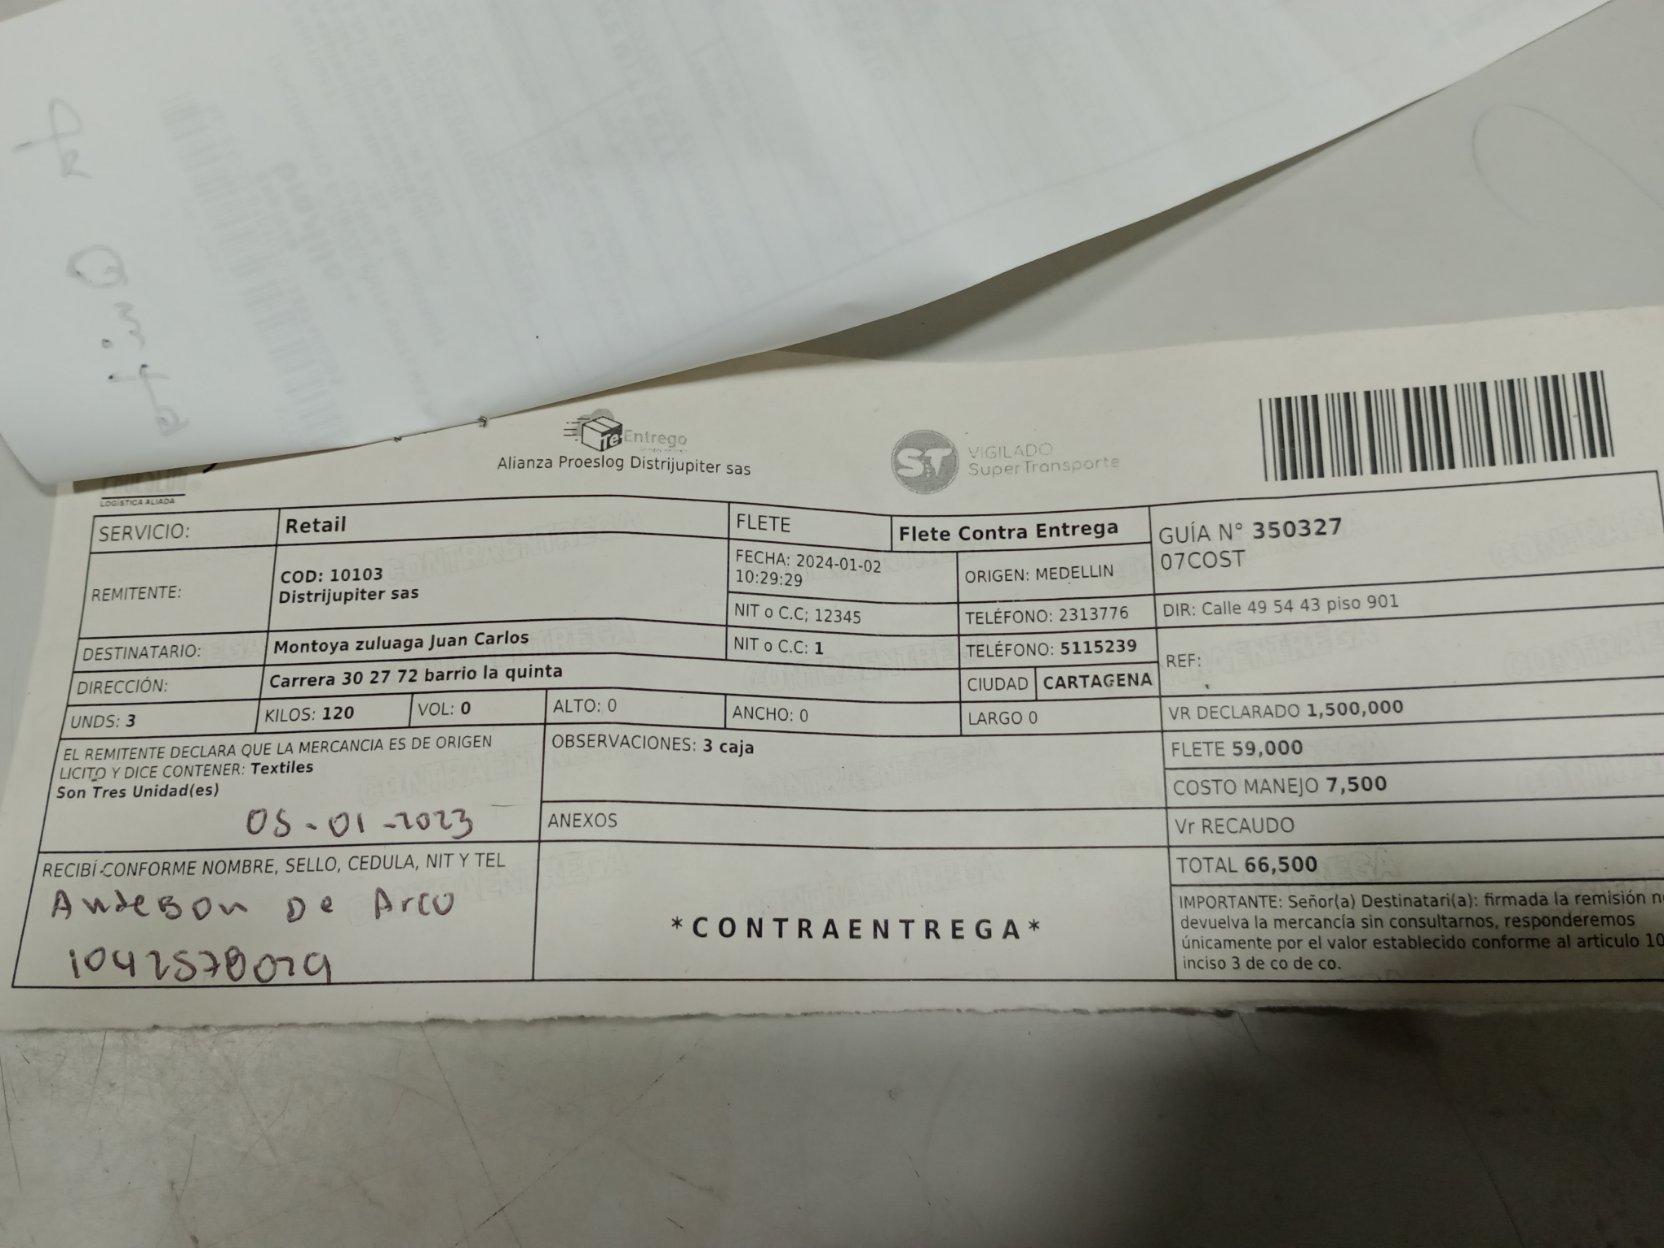 Te Entrego
Alianza Proeslog Distrijupiter sas
ST VIGILADO
SuperTransporte
LOGÍSTICA ALIADA
SERVICIO: Retail
FLETE Flete Contra Entrega
GUÍA N° 350327
07COST
REMITENTE: COD: 10103
Distrijupiter sas
FECHA: 2024-01-02
10:29:29
ORIGEN: MEDELLIN
NIT o C.C; 12345
TELÉFONO: 2313776
DIR: Calle 49 54 43 piso 901
DESTINATARIO: Montoya zuluaga Juan Carlos
NIT o C.C: 1
TELÉFONO: 5115239
REF:
DIRECCIÓN: Carrera 30 27 72 barrio la quinta
CIUDAD CARTAGENA
UNDS: 3 KILOS: 120 VOL: 0 ALTO: 0 ANCHO: 0 LARGO 0
VR DECLARADO 1,500,000
EL REMITENTE DECLARA QUE LA MERCANCIA ES DE ORIGEN
LICITO Y DICE CONTENER: Textiles
Son Tres Unidad(es)
05-01-2023
OBSERVACIONES: 3 caja
FLETE 59,000
COSTO MANEJO 7,500
ANEXOS
Vr RECAUDO
RECIBÍ CONFORME NOMBRE, SELLO, CEDULA, NIT Y TEL
Anderson De Arco
1042578029
*CONTRAENTREGA*
TOTAL 66,500
IMPORTANTE: Señor(a) Destinatari(a): firmada la remisión
devuelva la mercancía sin consultarnos, responderemos
únicamente por el valor establecido conforme al articulo 10
inciso 3 de co de co.